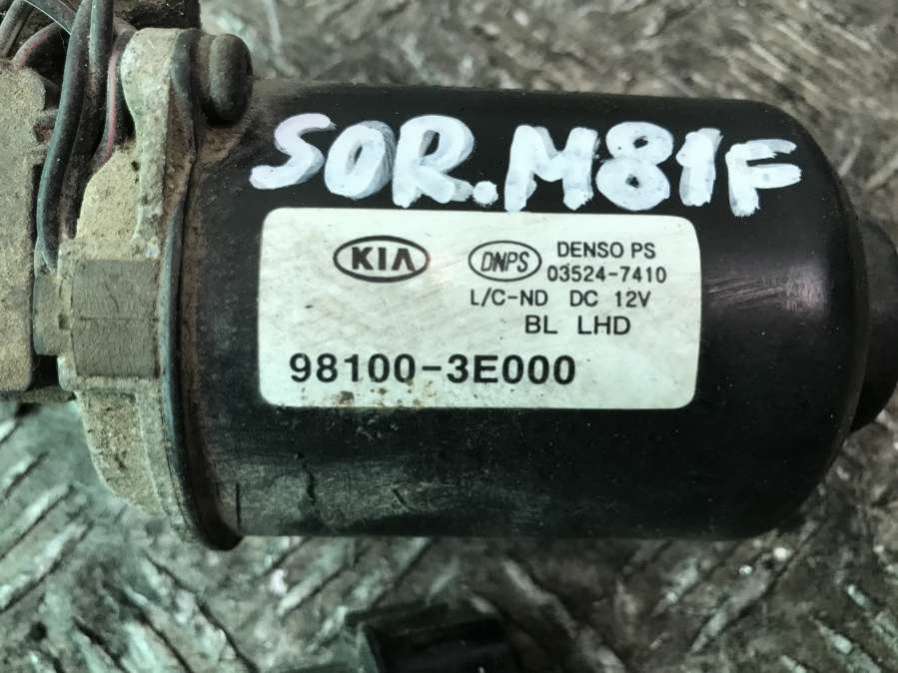 SOR.M81F
KIA
DNPS DENSO PS
03524-7410
L/C-ND DC 12V
BL LHD
98100-3E000